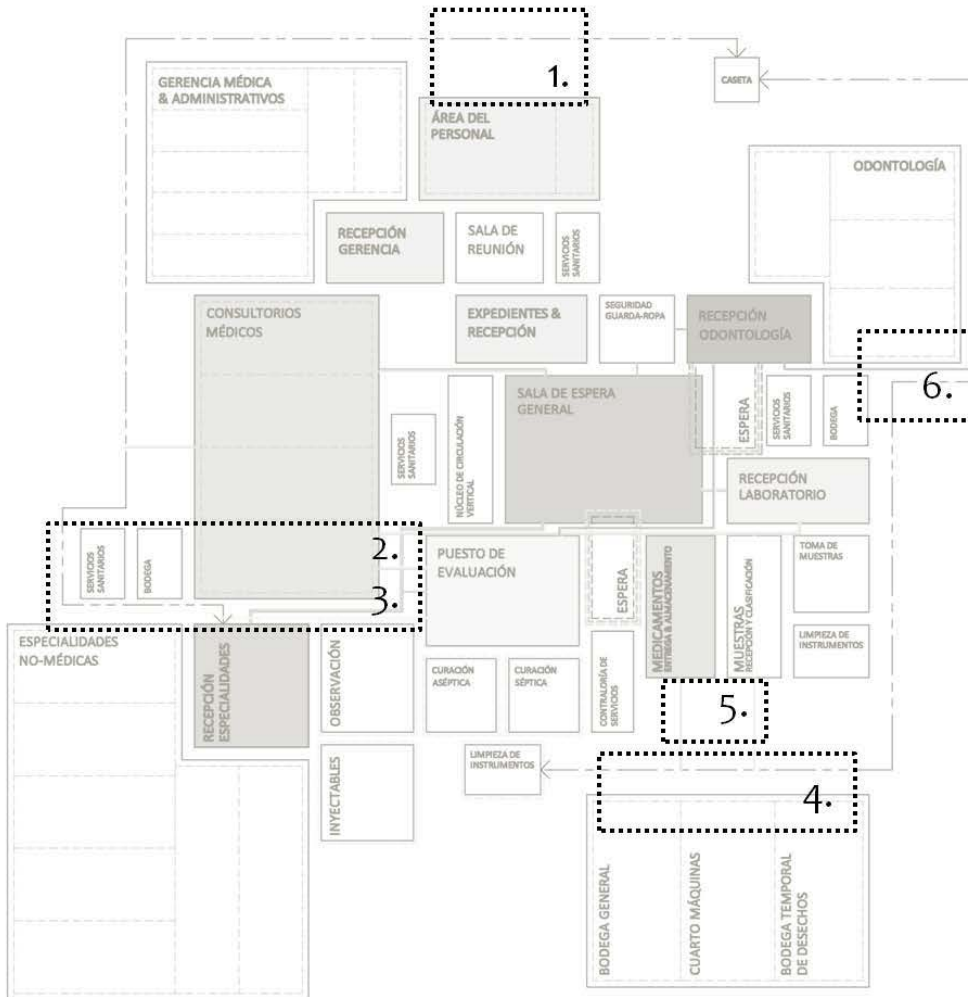 1.
GERENCIA MÉDICA
& ADMINISTRATIVOS
CASETA
ÁREA DEL
PERSONAL
ODONTOLOGÍA
RECEPCIÓN
GERENCIA
SALA DE
REUNIÓN
SERVICIOS
SANITARIOS
CONSULTORIOS
MÉDICOS
EXPEDIENTES &
RECEPCIÓN
SEGURIDAD
GUARDA-ROPA
RECEPCIÓN
ODONTOLOGÍA
6.
SALA DE ESPERA
GENERAL
ESPERA
SERVICIOS
SANITARIOS
BODEGA
SERVICIOS
SANITARIOS
NÚCLEO DE CIRCULACIÓN
VERTICAL
RECEPCIÓN
LABORATORIO
2.
3.
SERVICIOS
SANITARIOS
BODEGA
PUESTO DE
EVALUACIÓN
ESPERA
MEDICAMENTOS
ENTREGA & ALMACENAMIENTO
MUESTRAS
RECEPCIÓN Y CLASIFICACIÓN
TOMA DE
MUESTRAS
LIMPIEZA DE
INSTRUMENTOS
ESPECIALIDADES
NO-MÉDICAS
RECEPCIÓN
ESPECIALIDADES
OBSERVACIÓN
CURACIÓN
ASÉPTICA
CURACIÓN
SÉPTICA
CONTRALORÍA DE
SERVICIOS
5.
INYECTABLES
LIMPIEZA DE
INSTRUMENTOS
4.
BODEGA GENERAL
CUARTO MÁQUINAS
BODEGA TEMPORAL
DE DESECHOS